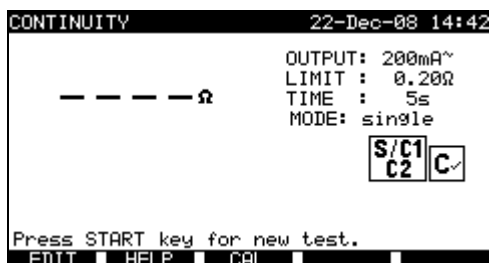 CONTINUITY 22-Dec-08 14:42
OUTPUT: 200mA~
LIMIT : 0.20Ω
TIME : 5s
MODE: single
– – – – Ω
S/C1
C2
C✓
Press START key for new test.
EDIT HELP CAL